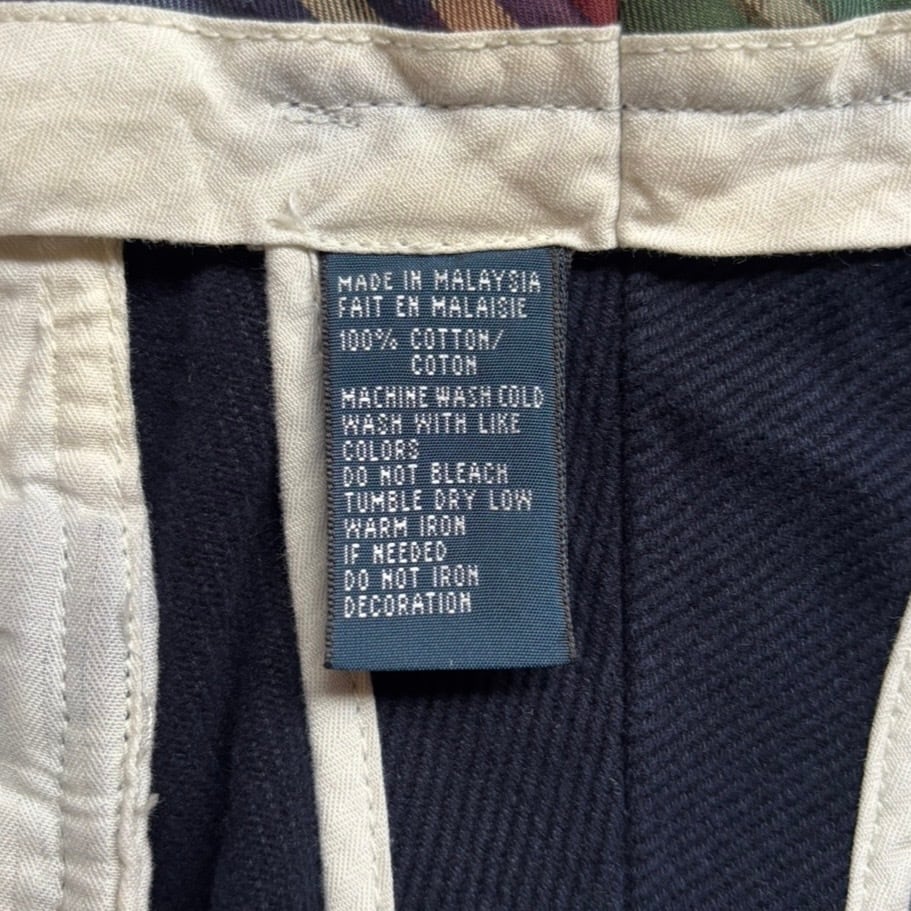 MADE IN MALAYSIA
FAIT EN MALAISIE
100% COTTON/
COTON
MACHINE WASH COLD
WASH WITH LIKE
COLORS
DO NOT BLEACH
TUMBLE DRY LOW
WARM IRON
IF NEEDED
DO NOT IRON
DECORATION